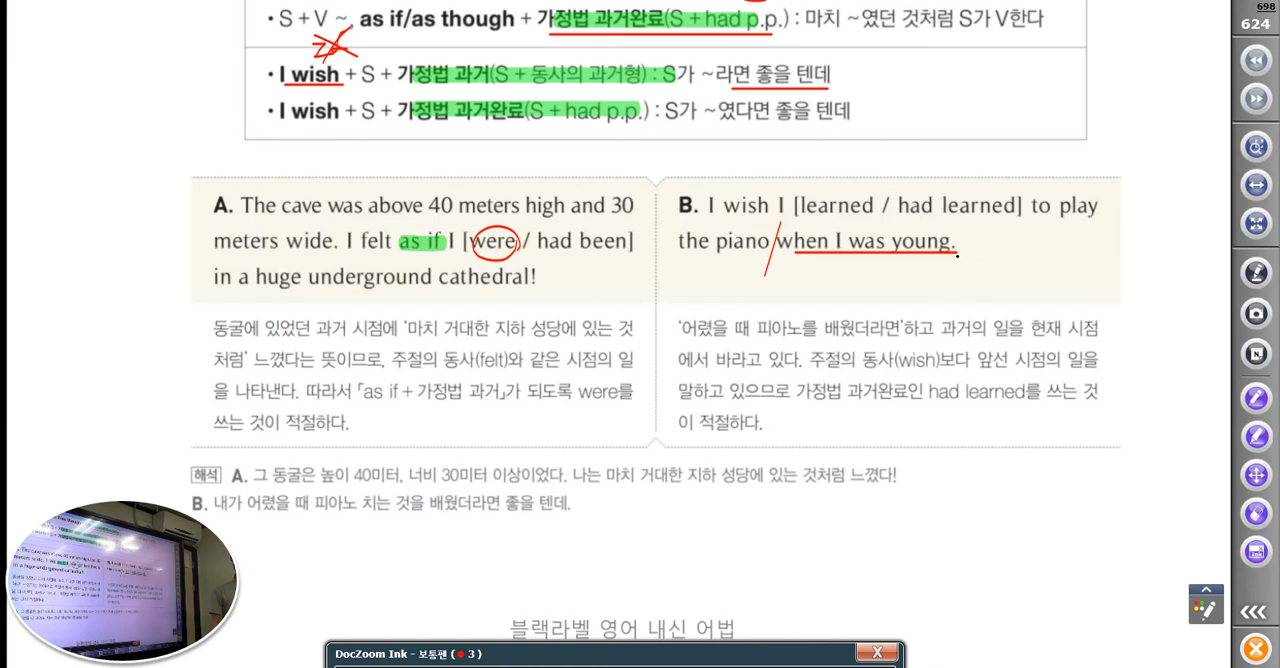 • S + V ~, as if/as though + 가정법 과거완료(S + had p.p.) : 마치 ~였던 것처럼 S가 V한다
698
624
• I wish + S + 가정법 과거(S + 동사의 과거형) : S가 ~라면 좋을 텐데
• I wish + S + 가정법 과거완료(S + had p.p.) : S가 ~였다면 좋을 텐데
A. The cave was above 40 meters high and 30
meters wide. I felt as if I [were / had been]
in a huge underground cathedral!
B. I wish I [learned / had learned] to play
the piano when I was young.
동굴에 있었던 과거 시점에 '마치 거대한 지하 성당에 있는 것
처럼' 느꼈다는 뜻이므로, 주절의 동사(felt)와 같은 시점의 일
을 나타낸다. 따라서 「as if + 가정법 과거」가 되도록 were를
쓰는 것이 적절하다.
'어렸을 때 피아노를 배웠더라면'하고 과거의 일을 현재 시점
에서 바라고 있다. 주절의 동사(wish)보다 앞선 시점의 일을
말하고 있으므로 가정법 과거완료인 had learned를 쓰는 것
이 적절하다.
해석 A. 그 동굴은 높이 40미터, 너비 30미터 이상이었다. 나는 마치 거대한 지하 성당에 있는 것처럼 느꼈다!
B. 내가 어렸을 때 피아노 치는 것을 배웠더라면 좋을 텐데.
블랙라벨 영어 내신 어법
DocZoom Ink - 보통펜 ( 3 )